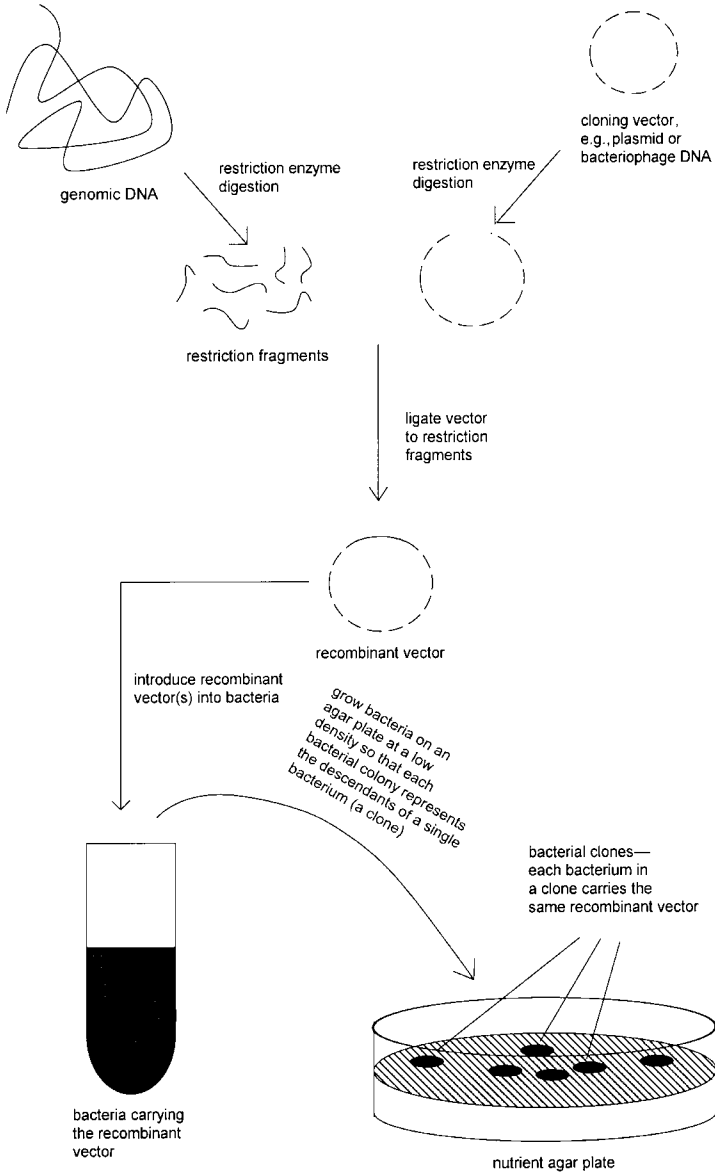 cloning vector,
e.g., plasmid or
bacteriophage DNA
genomic DNA
restriction enzyme
digestion
restriction enzyme
digestion
restriction fragments
ligate vector
to restriction
fragments
recombinant vector
introduce recombinant
vector(s) into bacteria
grow bacteria on an
agar plate at a low
density so that each
bacterial colony represents
the descendants of a single
bacterium (a clone)
bacterial clones—
each bacterium in
a clone carries the
same recombinant vector
bacteria carrying
the recombinant
vector
nutrient agar plate